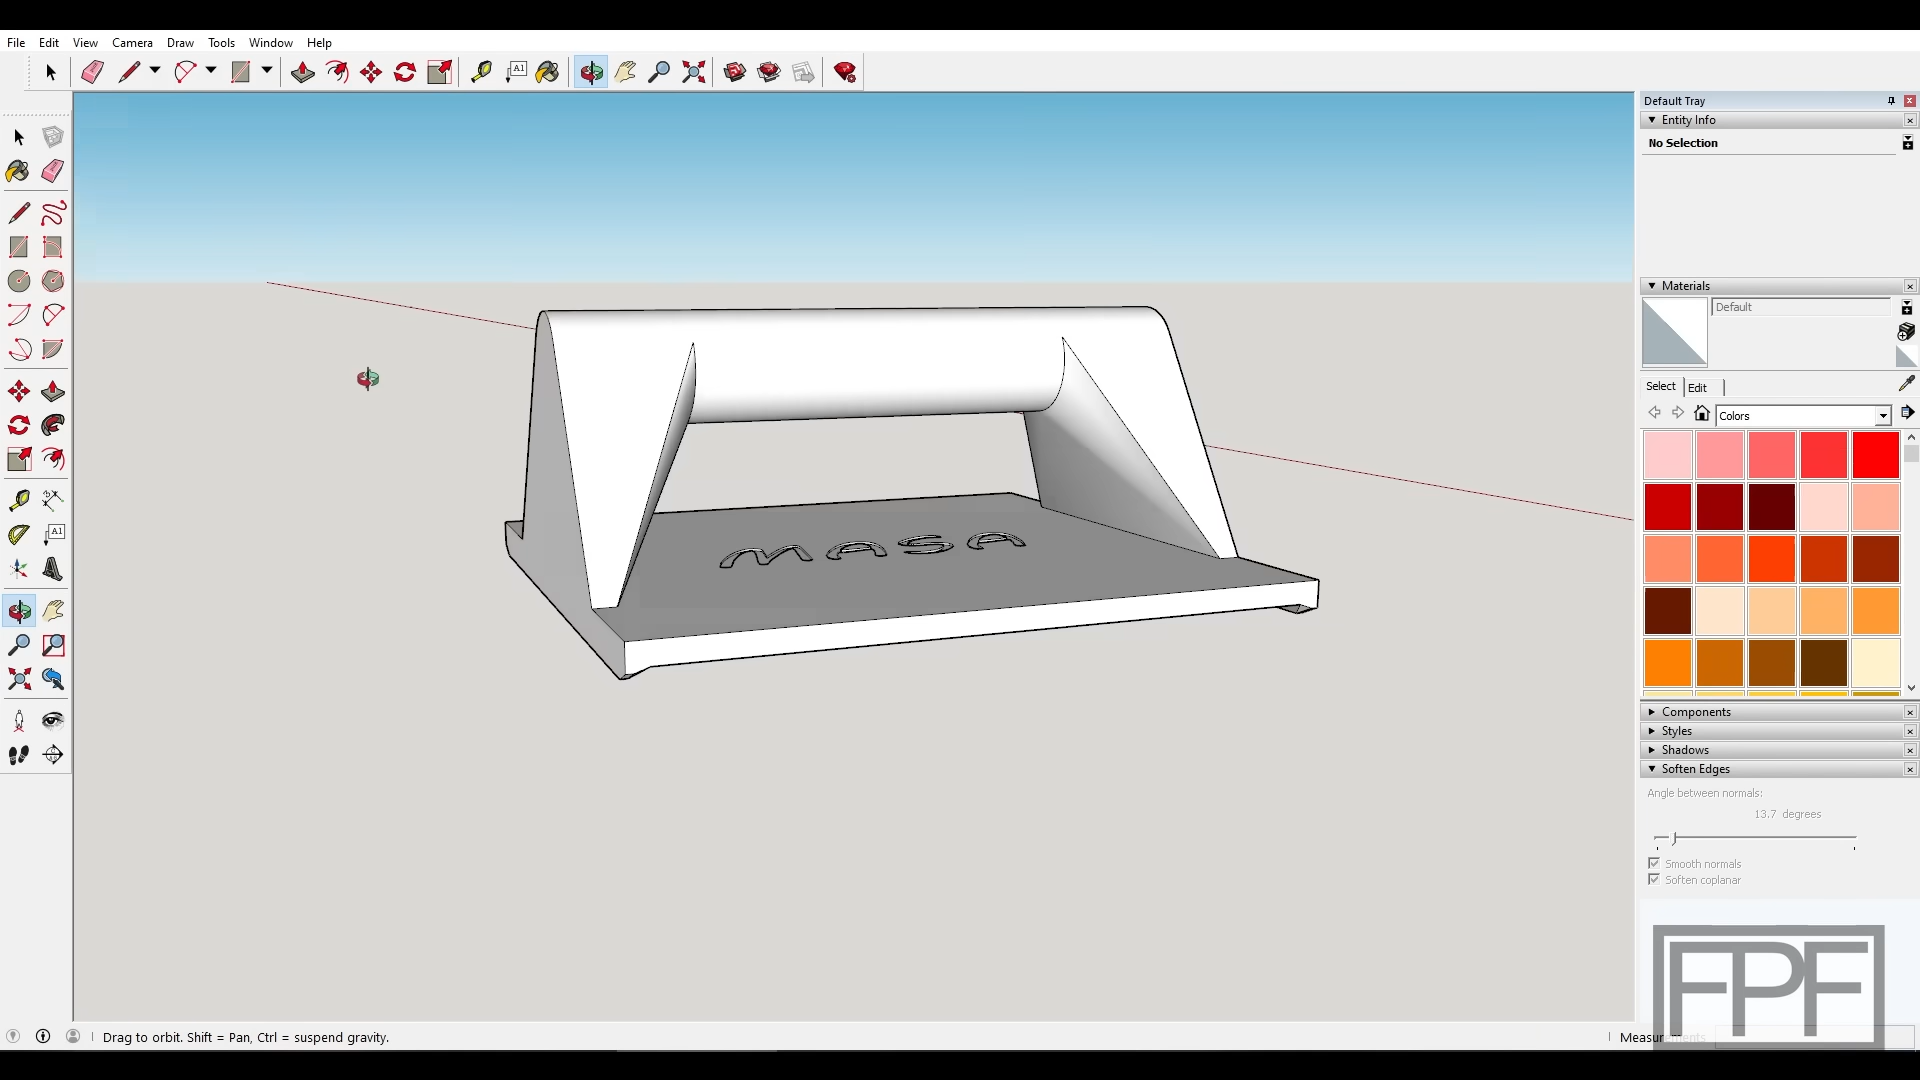 File Edit View Camera Draw Tools Window Help
A1
Default Tray
Entity Info
No Selection
Materials
Default
Select Edit
Colors
A1
MASA
Components
Styles
Shadows
Soften Edges
Angle between normals:
13.7 degrees
Smooth normals
Soften coplanar
FPF
Drag to orbit. Shift = Pan, Ctrl = suspend gravity.
Measurements